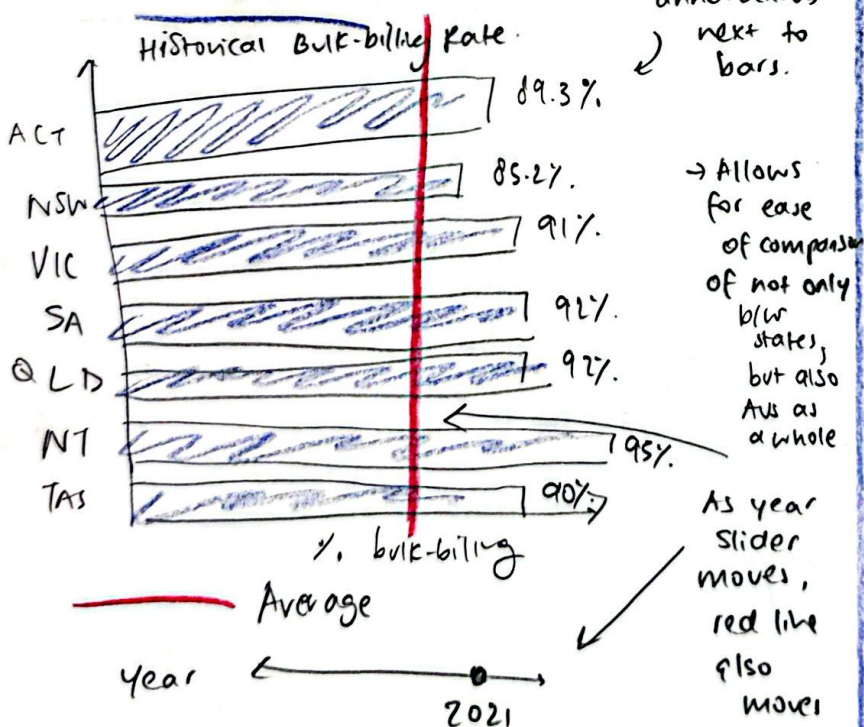 Historical Bulk-billing Rate.
next to
bars.
ACT 89.3%
NSW 85.2%.
VIC 91%.
SA 92%.
QLD 92%.
NT 95%.
TAS 90%.
% bulk-billing
Average
year
2021
→ Allows
for ease
of comparison
of not only
b/w
states,
but also
Aus as
a whole
As year
slider
moves,
red line
also
moves